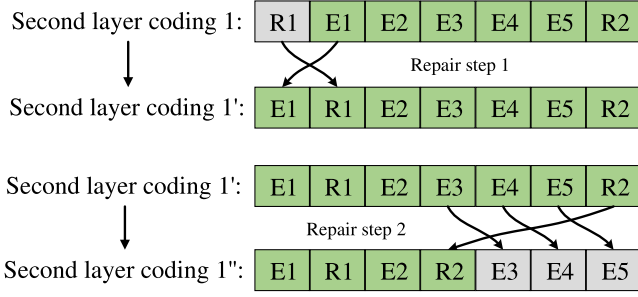 Second layer coding 1: R1 E1 E2 E3 E4 E5 R2
Repair step 1
Second layer coding 1': E1 R1 E2 E3 E4 E5 R2
Second layer coding 1': E1 R1 E2 E3 E4 E5 R2
Repair step 2
Second layer coding 1": E1 R1 E2 R2 E3 E4 E5